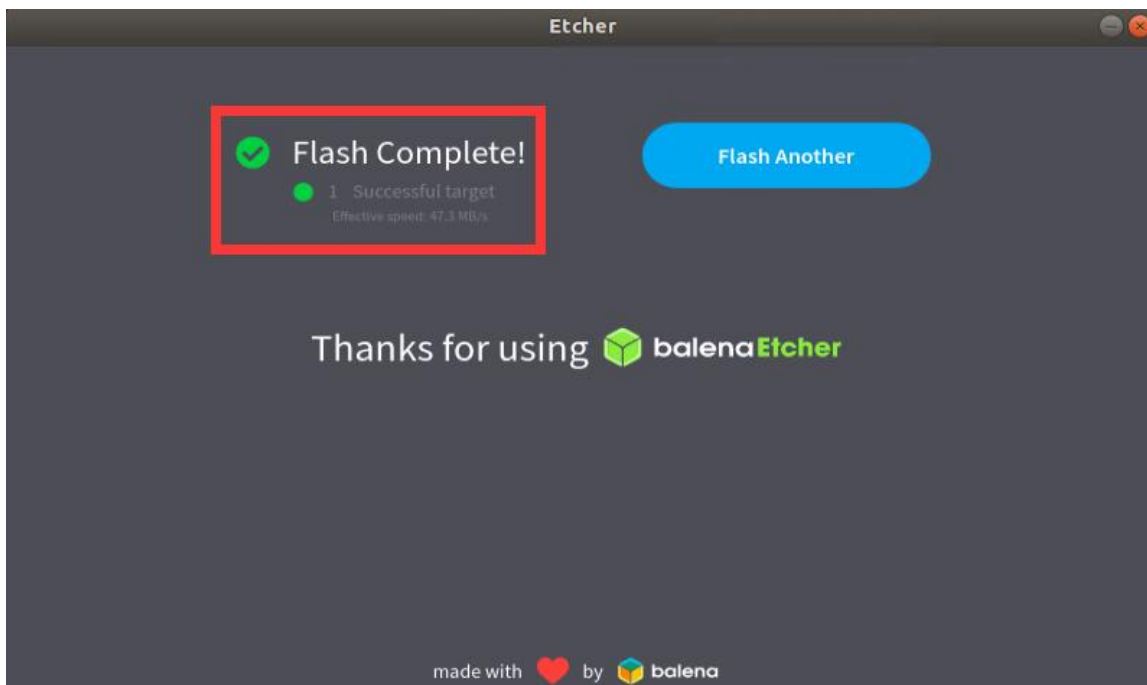 Etcher
Flash Complete!
Flash Another
1 Successful target
Effective speed: 47.3 MB/s
Thanks for using balenaEtcher
made with by balena